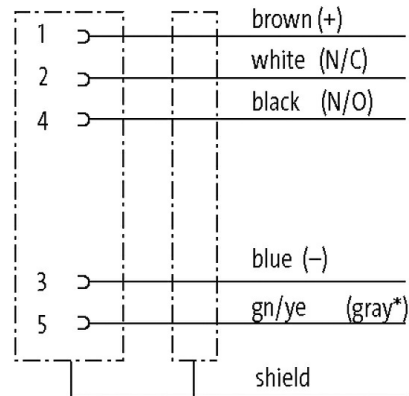 1 brown (+)
2 white (N/C)
4 black (N/O)
3 blue (–)
5 gn/ye (gray*)
shield